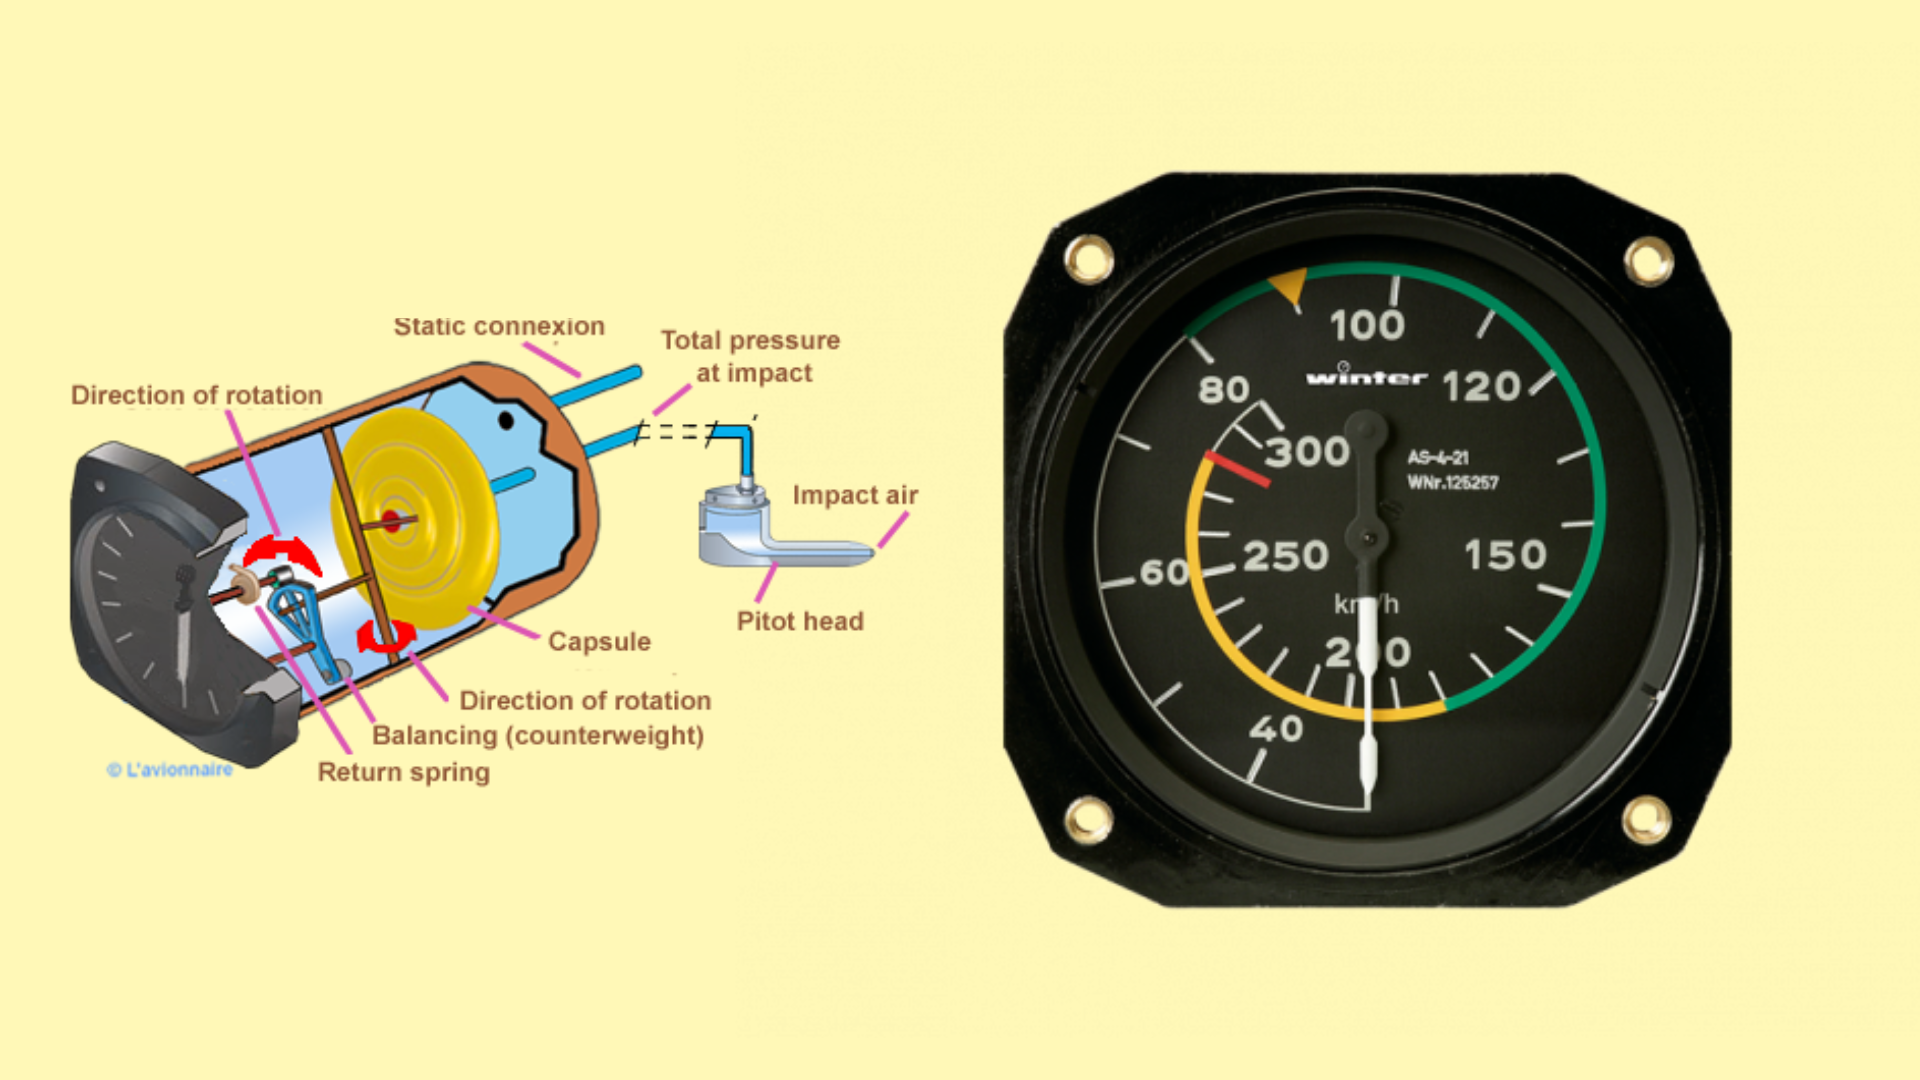 Static connexion
Total pressure
at impact
Direction of rotation
Impact air
Pitot head
Capsule
Direction of rotation
Balancing (counterweight)
Return spring
© L'avionnaire
100
winter
120
80
300
AS-4-21
WNr.125257
250
150
60
km/h
200
40